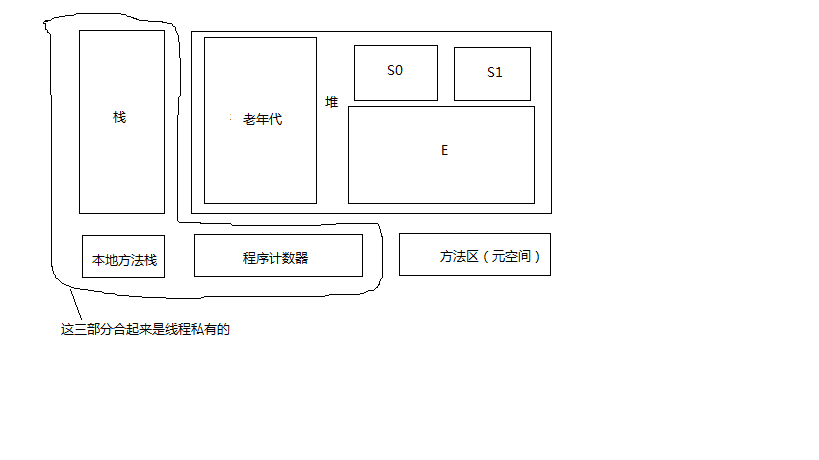 栈
老年代
堆
S0
S1
E
本地方法栈
程序计数器
方法区（元空间）
这三部分合起来是线程私有的